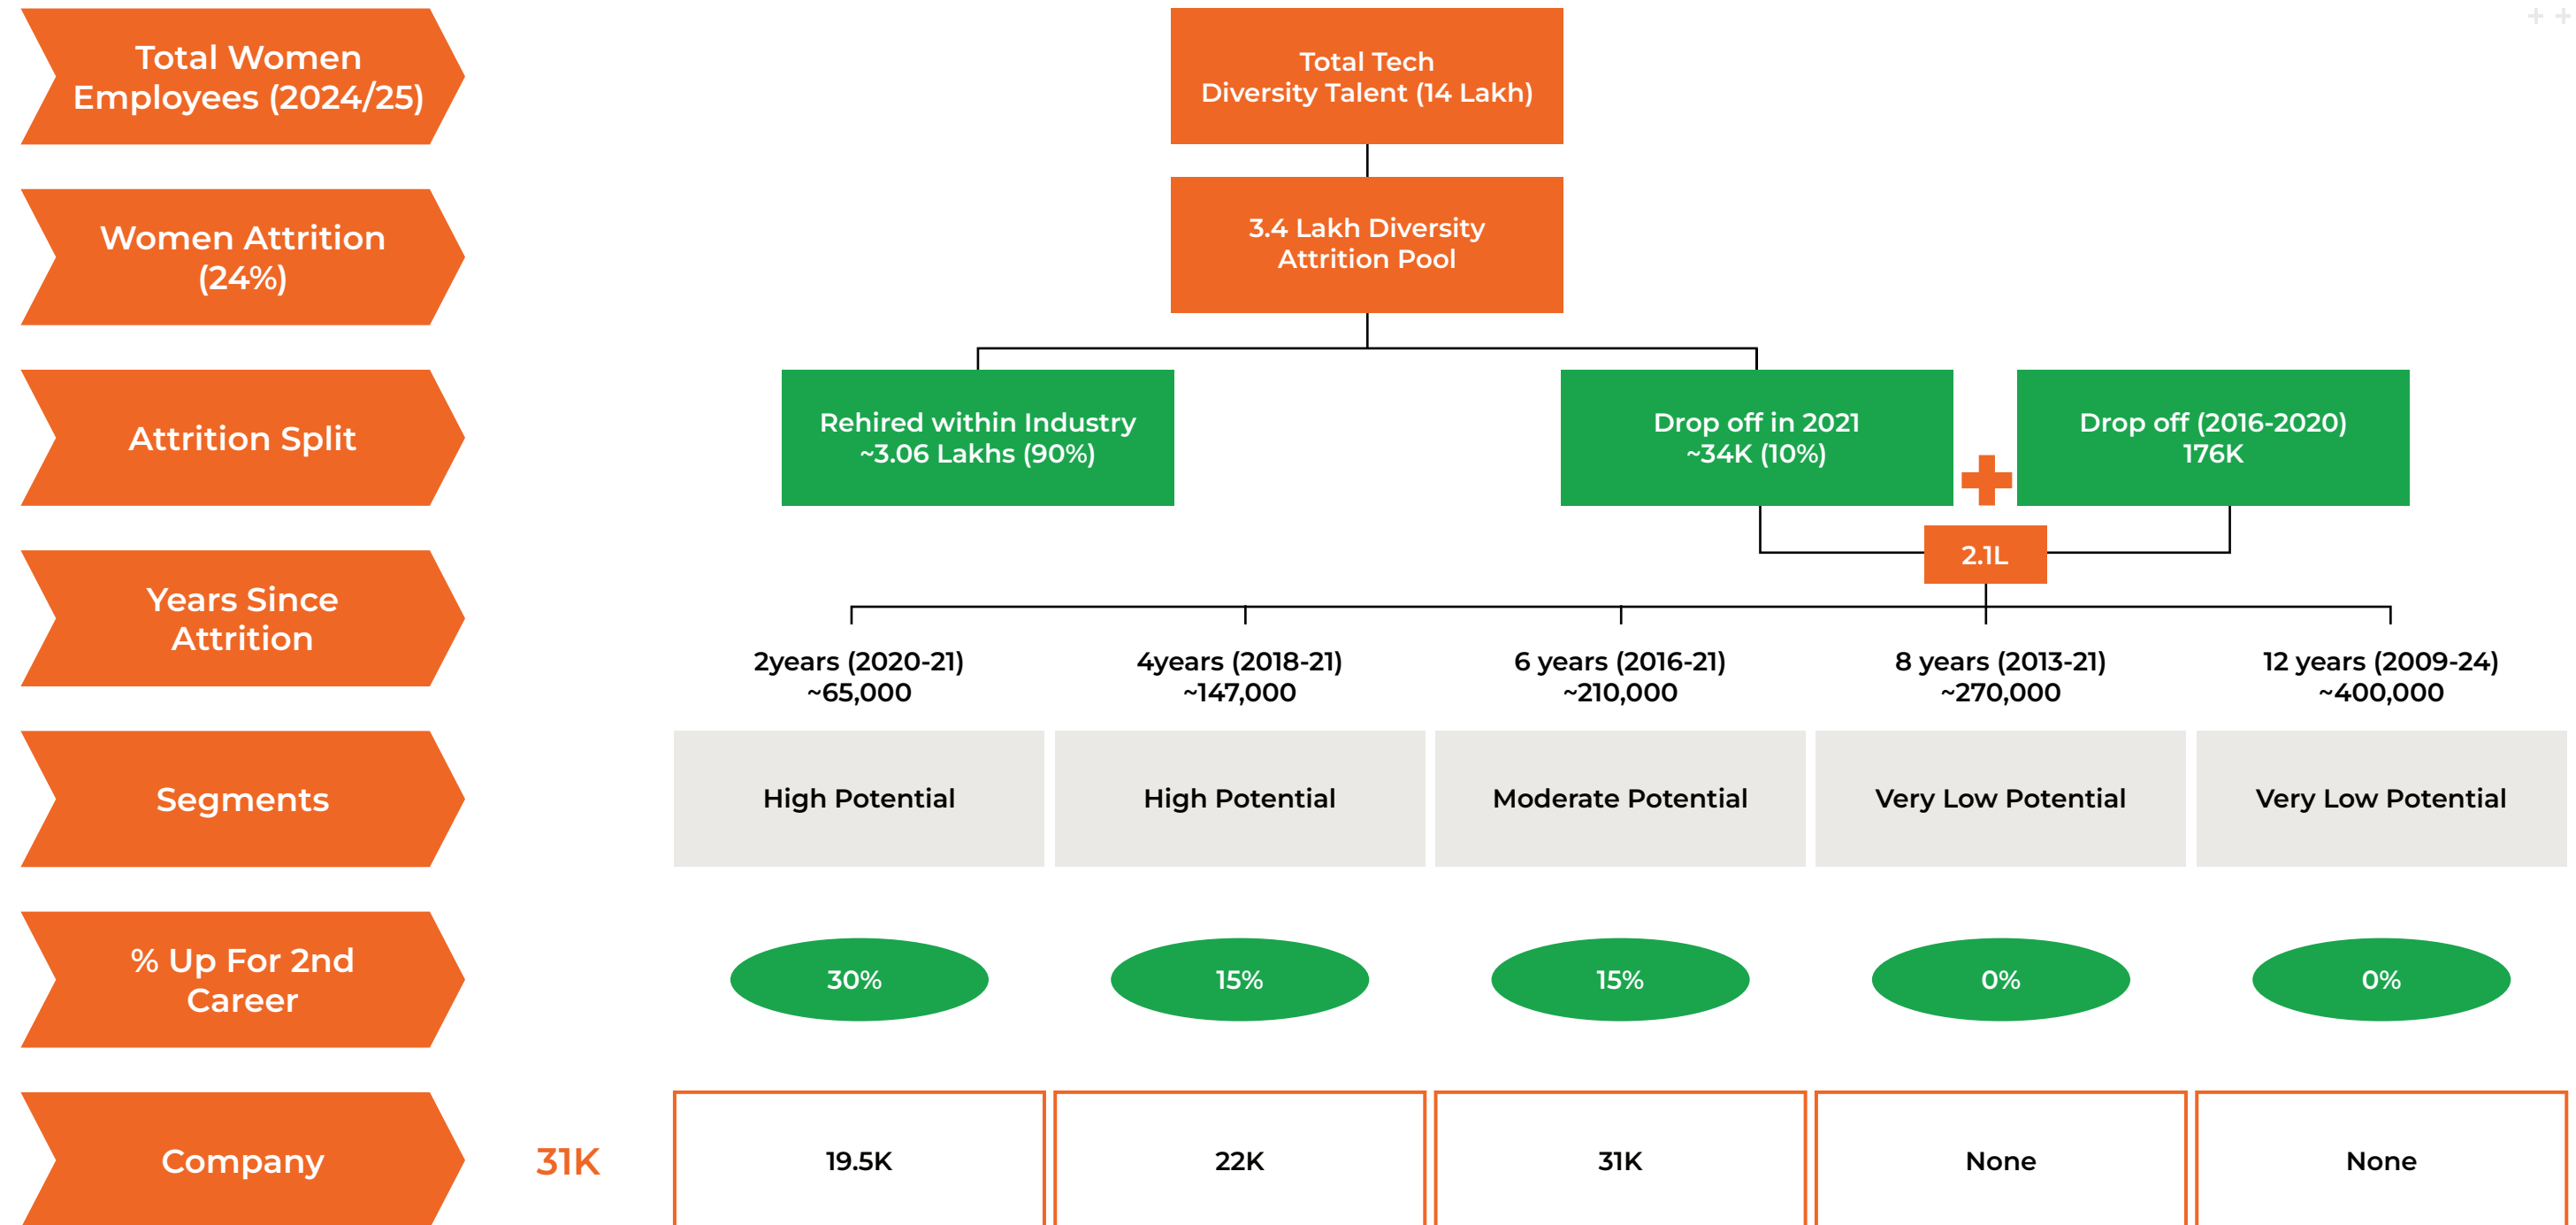 Total Women
Employees (2024/25)
Total Tech
Diversity Talent (14 Lakh)
Women Attrition
(24%)
3.4 Lakh Diversity
Attrition Pool
Attrition Split
Rehired within Industry
~3.06 Lakhs (90%)
Drop off in 2021
~34K (10%)
Drop off (2016-2020)
176K
2.1L
Years Since
Attrition
2years (2020-21)
~65,000
4years (2018-21)
~147,000
6 years (2016-21)
~210,000
8 years (2013-21)
~270,000
12 years (2009-24)
~400,000
Segments
High Potential
High Potential
Moderate Potential
Very Low Potential
Very Low Potential
% Up For 2nd
Career
30%
15%
15%
0%
0%
Company
31K
19.5K
22K
31K
None
None